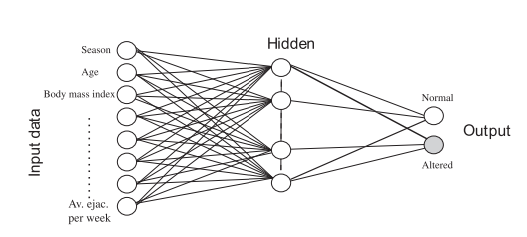 Hidden
Season
Age
Body mass index
Input data
Av. ejac.
per week
Normal
Output
Altered